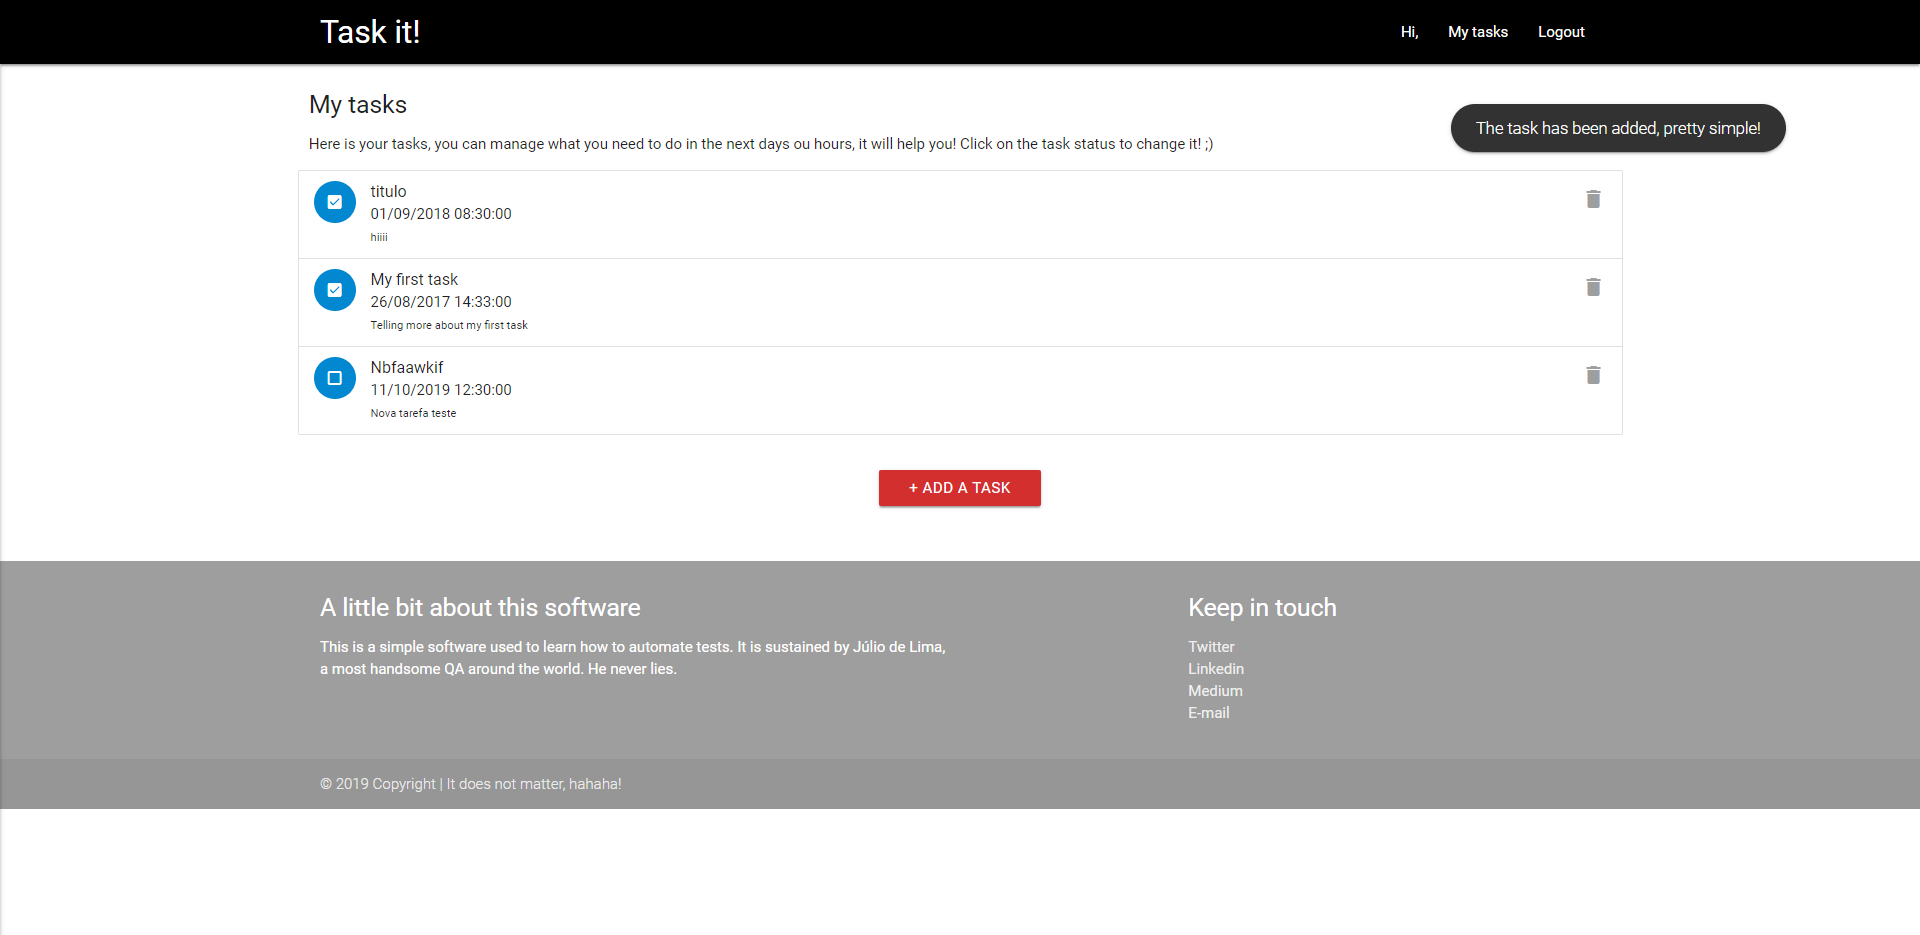 Task it!
Hi,
My tasks
Logout
My tasks
The task has been added, pretty simple!
Here is your tasks, you can manage what you need to do in the next days ou hours, it will help you! Click on the task status to change it! ;)
titulo
01/09/2018 08:30:00
hiiii
My first task
26/08/2017 14:33:00
Telling more about my first task
Nbfaawkif
11/10/2019 12:30:00
Nova tarefa teste
+ ADD A TASK
A little bit about this software
This is a simple software used to learn how to automate tests. It is sustained by Júlio de Lima,
a most handsome QA around the world. He never lies.
Keep in touch
Twitter
Linkedin
Medium
E-mail
© 2019 Copyright | It does not matter, hahaha!